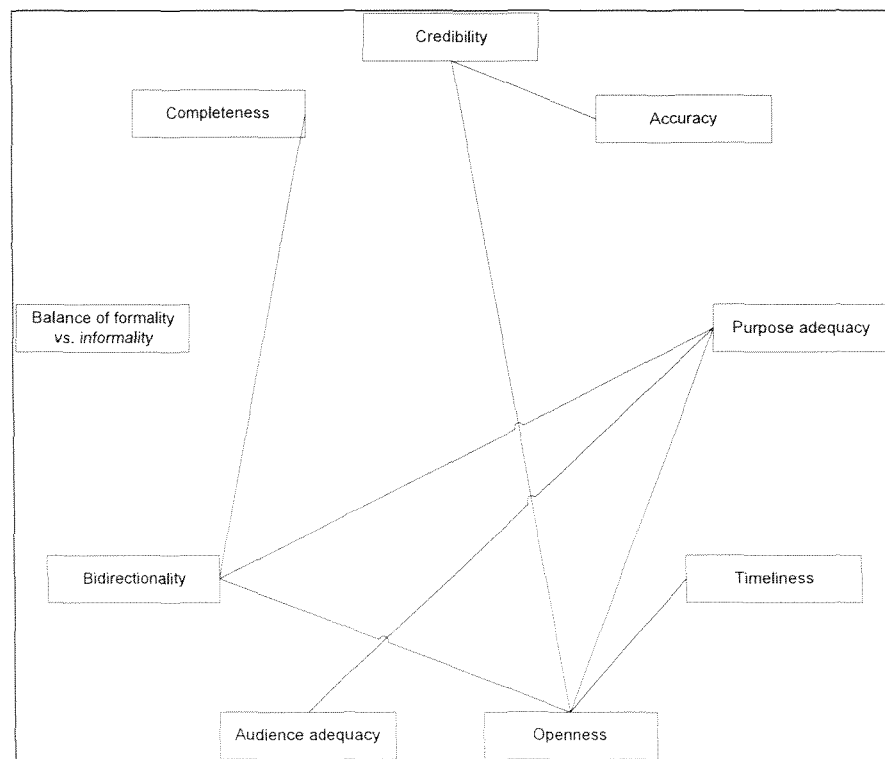 Credibility
Completeness
Accuracy
Balance of formality
vs. informality
Purpose adequacy
Bidirectionality
Timeliness
Audience adequacy
Openness